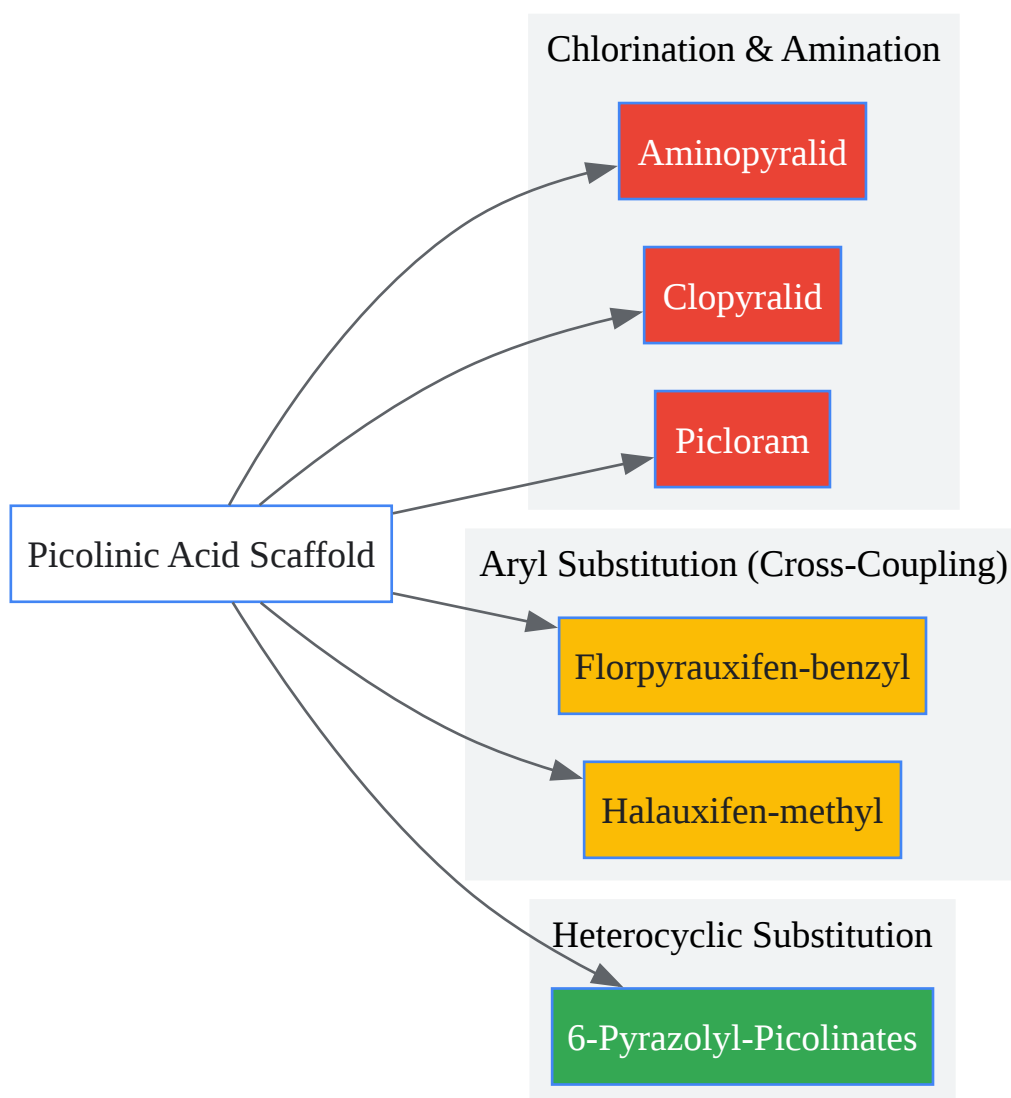 Chlorination & Amination
Aminopyralid
Clopyralid
Picloram
Picolinic Acid Scaffold
Aryl Substitution (Cross-Coupling)
Florpyrauxifen-benzyl
Halauxifen-methyl
Heterocyclic Substitution
6-Pyrazolyl-Picolinates